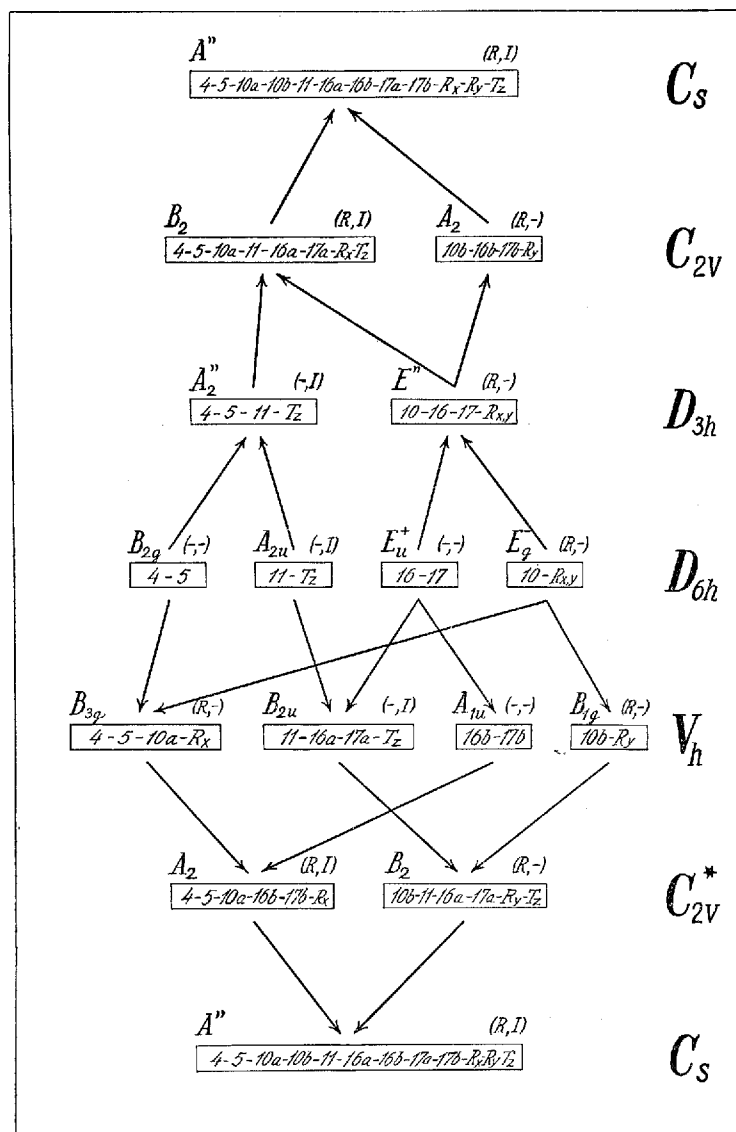 A" (R,I)
4-5-10a-10b-11-16a-16b-17a-17b-Rx-Ry-Tz
Cs
B2 (R,I) A2 (R,-)
4-5-10a-11-16a-17a-Rx-Tz 10b-16b-17b-Ry
C2V
A2" (-,I) E" (R,-)
4-5-11-Tz 10-16-17-Rx,y
D3h
B2g (-,-) A2u (-,I) Eu+ (-,-) Eg- (R,-)
4-5 11-Tz 16-17 10-Rx,y
D6h
B3g (R,-) B2u (-,I) A1u (-,-) B1g (R,-)
4-5-10a-Rx 11-16a-17a-Tz 16b-17b 10b-Ry
Vh
A2 (R,I) B2 (R,-)
4-5-10a-16b-17b-Rx 10b-11-16a-17a-Ry-Tz
C2V*
A" (R,I)
4-5-10a-10b-11-16a-16b-17a-17b-RxRyTz
Cs